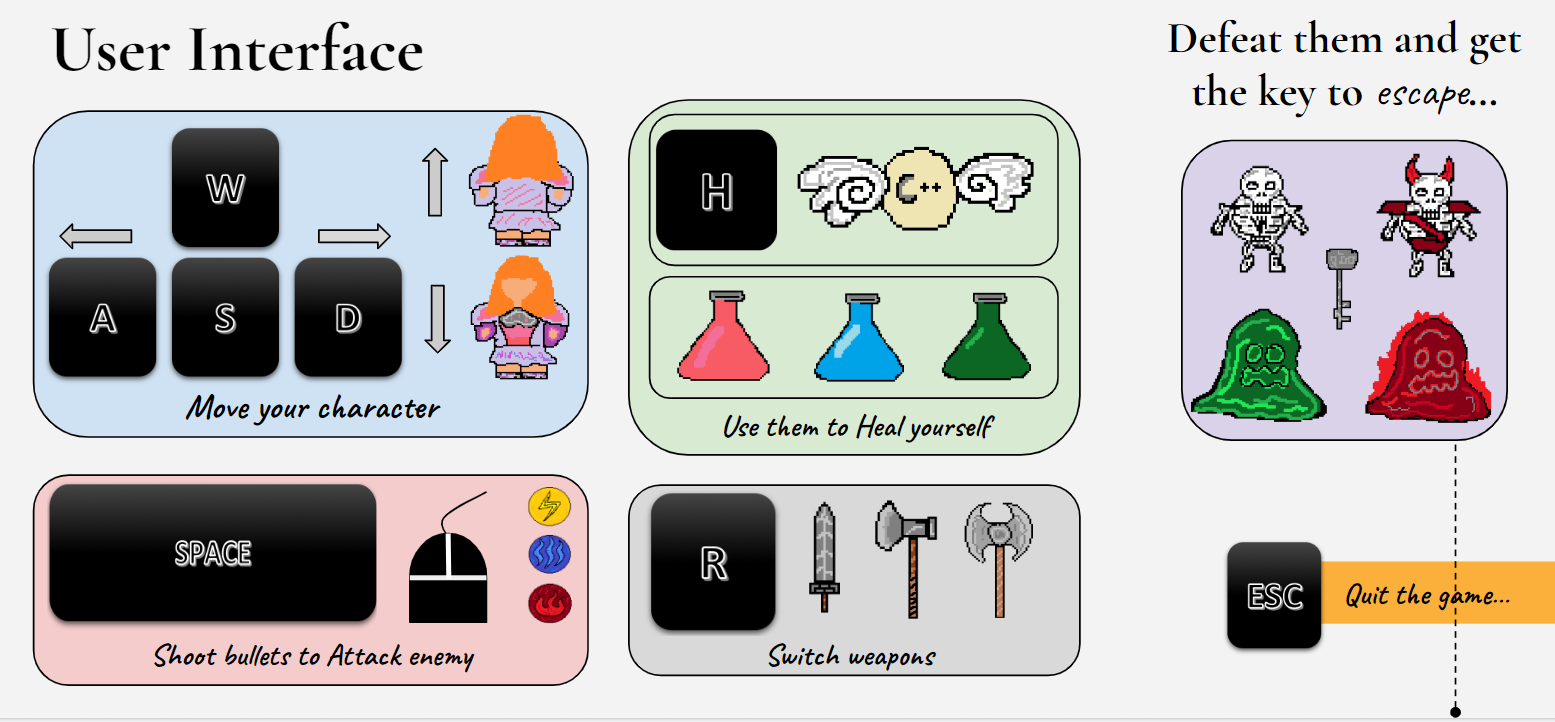 User Interface
W
A
S
D
Move your character
H
C++
Use them to Heal yourself
SPACE
Shoot bullets to Attack enemy
R
Switch weapons
Defeat them and get
the key to escape...
ESC
Quit the game...